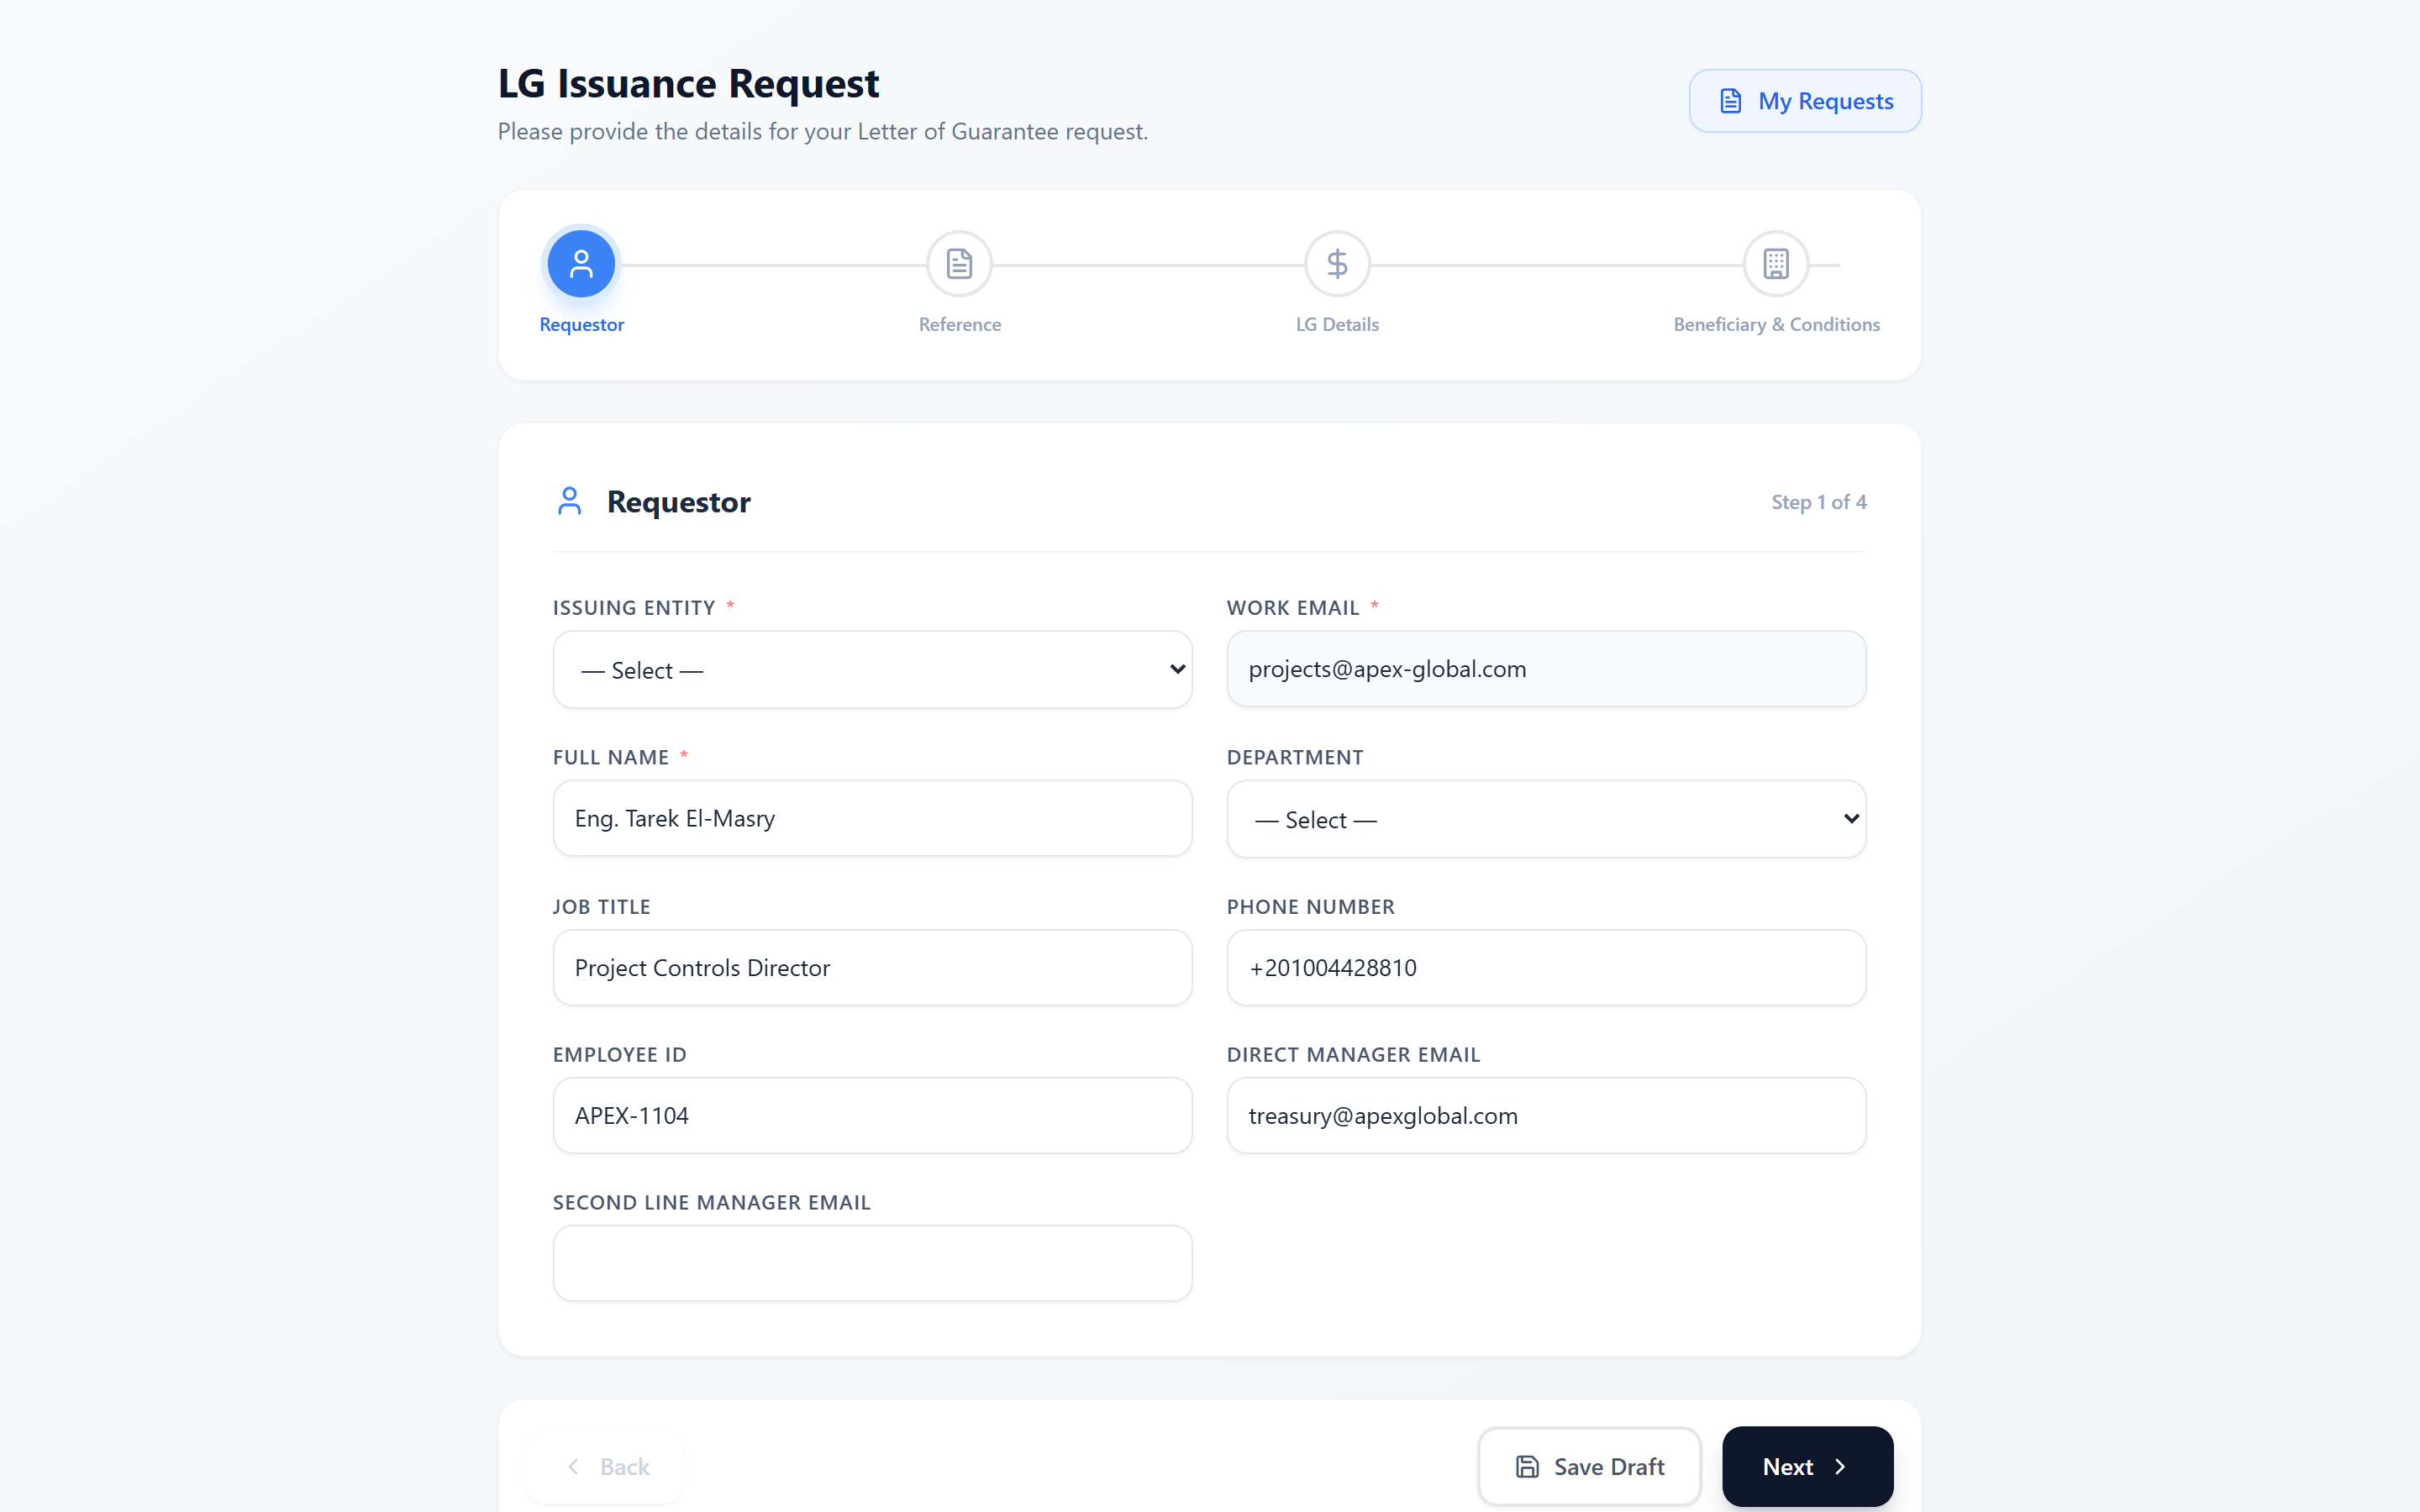 LG Issuance Request
Please provide the details for your Letter of Guarantee request.
My Requests
Requestor
Reference
LG Details
Beneficiary & Conditions
Requestor
Step 1 of 4
ISSUING ENTITY *
— Select —
WORK EMAIL *
projects@apex-global.com
FULL NAME *
Eng. Tarek El-Masry
DEPARTMENT
— Select —
JOB TITLE
Project Controls Director
PHONE NUMBER
+201004428810
EMPLOYEE ID
APEX-1104
DIRECT MANAGER EMAIL
treasury@apexglobal.com
SECOND LINE MANAGER EMAIL
Back
Save Draft
Next